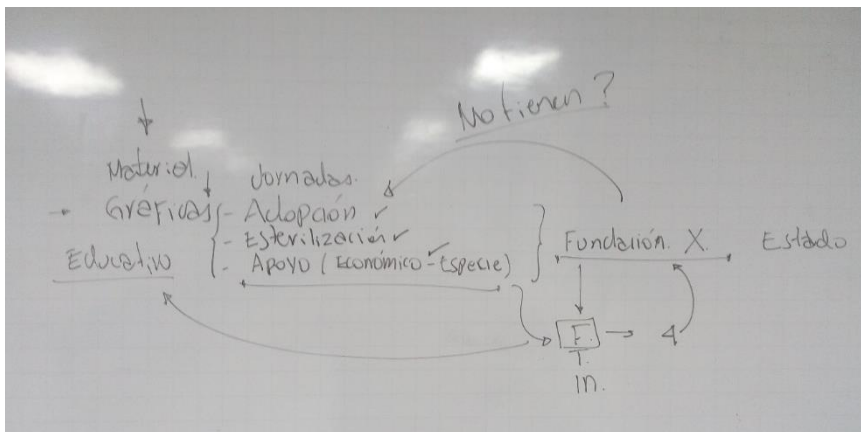 No tienen?
Material
Jornadas.
Gráficas - Adopción ✓
- Esterilización ✓
Educativo - Apoyo (Económico - Especie) ✓
Fundación X. Estado
F. → 4
T.
In.